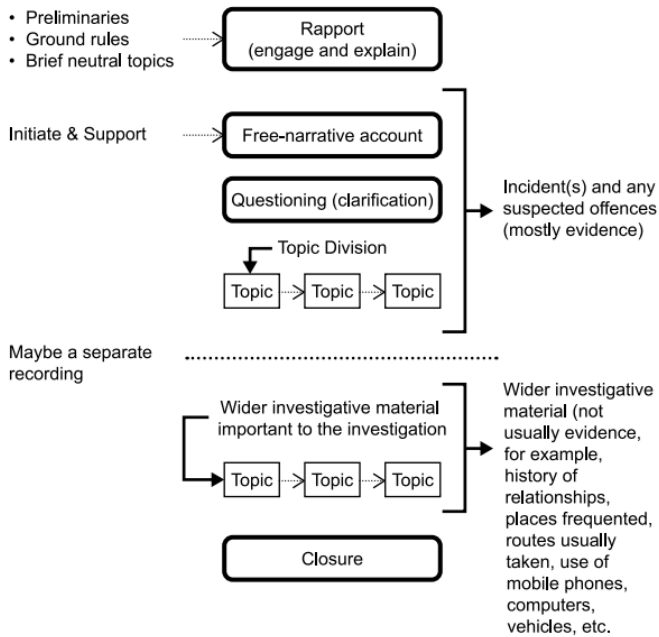 • Preliminaries
• Ground rules
• Brief neutral topics
Rapport
(engage and explain)
Initiate & Support
Free-narrative account
Questioning (clarification)
Topic Division
Topic
Topic
Topic
Incident(s) and any
suspected offences
(mostly evidence)
Maybe a separate
recording
Wider investigative material
important to the investigation
Topic
Topic
Topic
Wider investigative
material (not
usually evidence,
for example,
history of
relationships,
places frequented,
routes usually
taken, use of
mobile phones,
computers,
vehicles, etc.
Closure